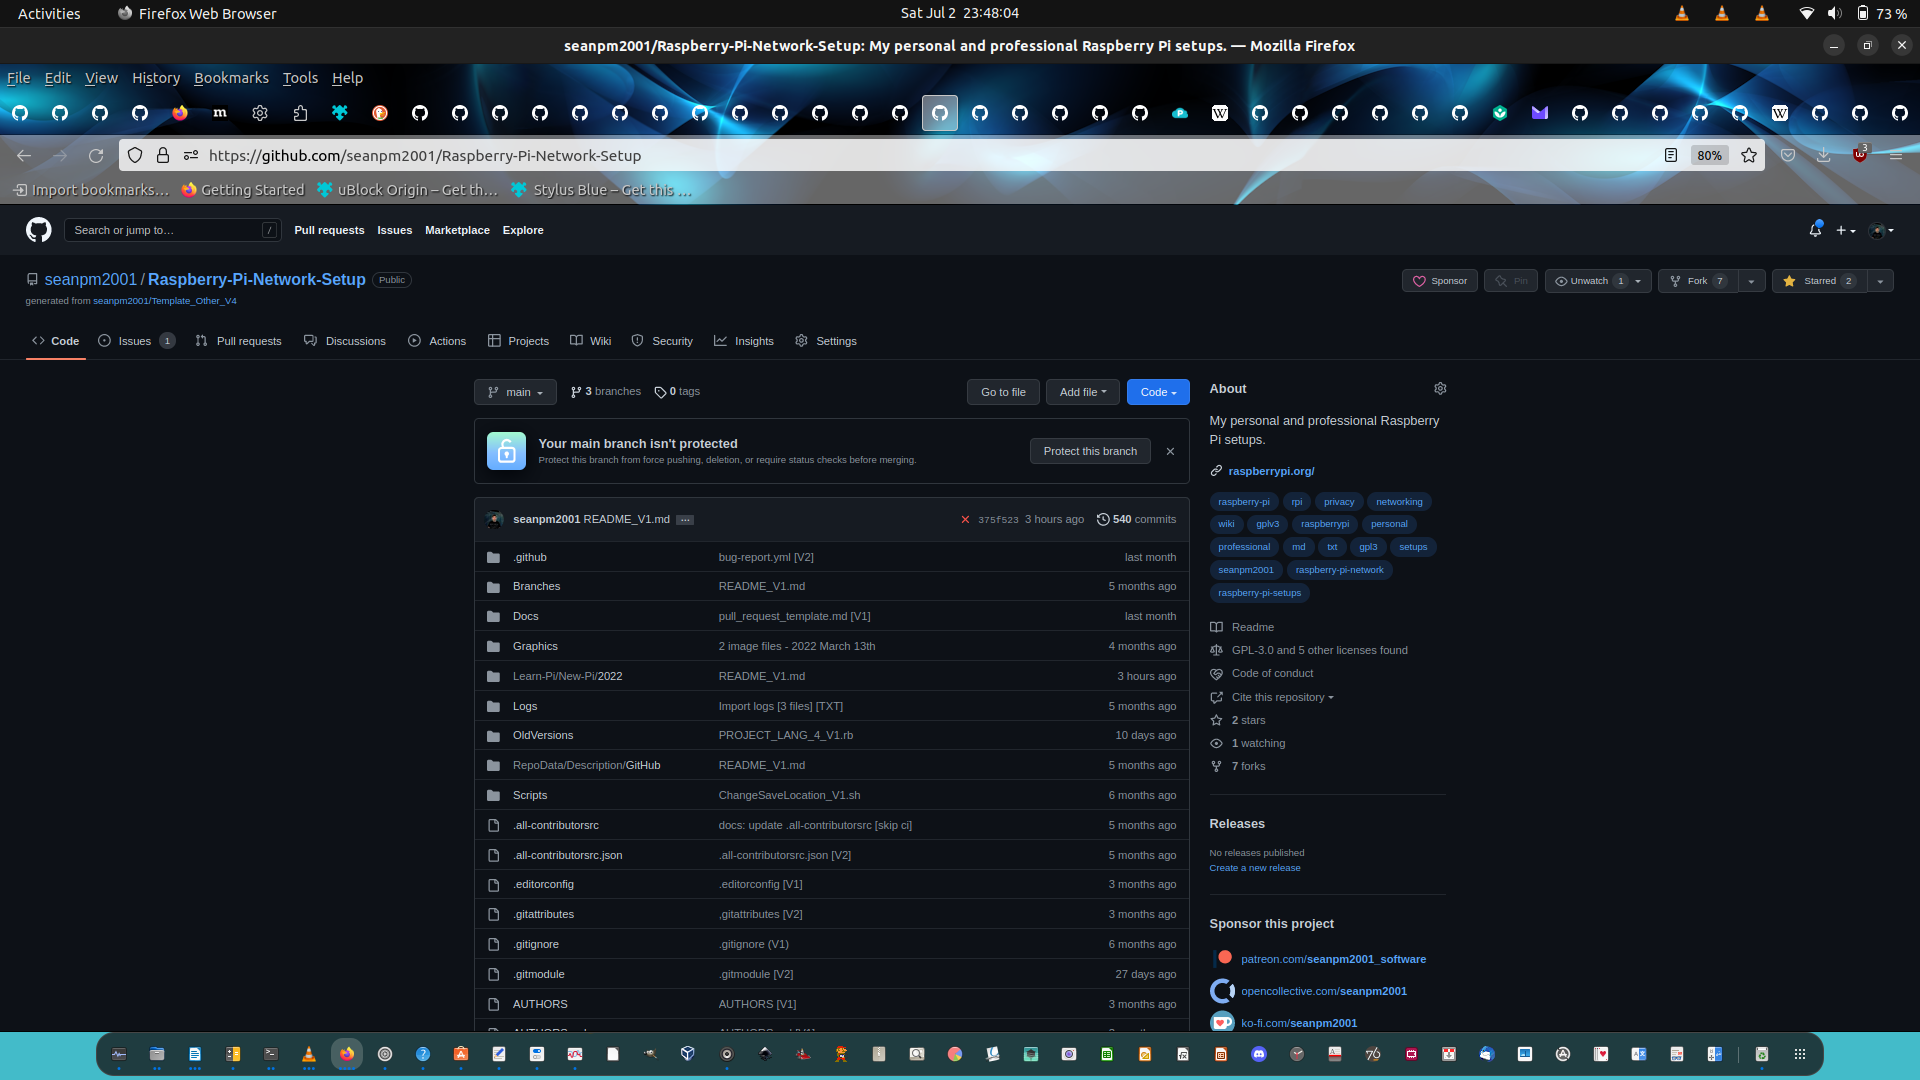 Activities Firefox Web Browser Sat Jul 2 23:48:04 73 %
seanpm2001/Raspberry-Pi-Network-Setup: My personal and professional Raspberry Pi setups. — Mozilla Firefox
File Edit View History Bookmarks Tools Help
https://github.com/seanpm2001/Raspberry-Pi-Network-Setup 80% 3
Import bookmarks… Getting Started uBlock Origin – Get th… Stylus Blue – Get this …
Search or jump to… / Pull requests Issues Marketplace Explore
seanpm2001 / Raspberry-Pi-Network-Setup Public Sponsor Pin Unwatch 1 Fork 7 Starred 2
generated from seanpm2001/Template_Other_V4
Code Issues 1 Pull requests Discussions Actions Projects Wiki Security Insights Settings
main 3 branches 0 tags Go to file Add file Code
Your main branch isn't protected
Protect this branch from force pushing, deletion, or require status checks before merging.
Protect this branch
seanpm2001 README_V1.md … 375f523 3 hours ago 540 commits
.github bug-report.yml [V2] last month
Branches README_V1.md 5 months ago
Docs pull_request_template.md [V1] last month
Graphics 2 image files - 2022 March 13th 4 months ago
Learn-Pi/New-Pi/2022 README_V1.md 3 hours ago
Logs Import logs [3 files] [TXT] 5 months ago
OldVersions PROJECT_LANG_4_V1.rb 10 days ago
RepoData/Description/GitHub README_V1.md 5 months ago
Scripts ChangeSaveLocation_V1.sh 6 months ago
.all-contributorsrc docs: update .all-contributorsrc [skip ci] 5 months ago
.all-contributorsrc.json .all-contributorsrc.json [V2] 5 months ago
.editorconfig .editorconfig [V1] 3 months ago
.gitattributes ,gitattributes [V2] 3 months ago
.gitignore .gitignore (V1) 6 months ago
.gitmodule .gitmodule [V2] 27 days ago
AUTHORS AUTHORS [V1] 3 months ago
About
My personal and professional Raspberry
Pi setups.
raspberrypi.org/
raspberry-pi rpi privacy networking
wiki gplv3 raspberrypi personal
professional md txt gpl3 setups
seanpm2001 raspberry-pi-network
raspberry-pi-setups
Readme
GPL-3.0 and 5 other licenses found
Code of conduct
Cite this repository
2 stars
1 watching
7 forks
Releases
No releases published
Create a new release
Sponsor this project
patreon.com/seanpm2001_software
opencollective.com/seanpm2001
ko-fi.com/seanpm2001